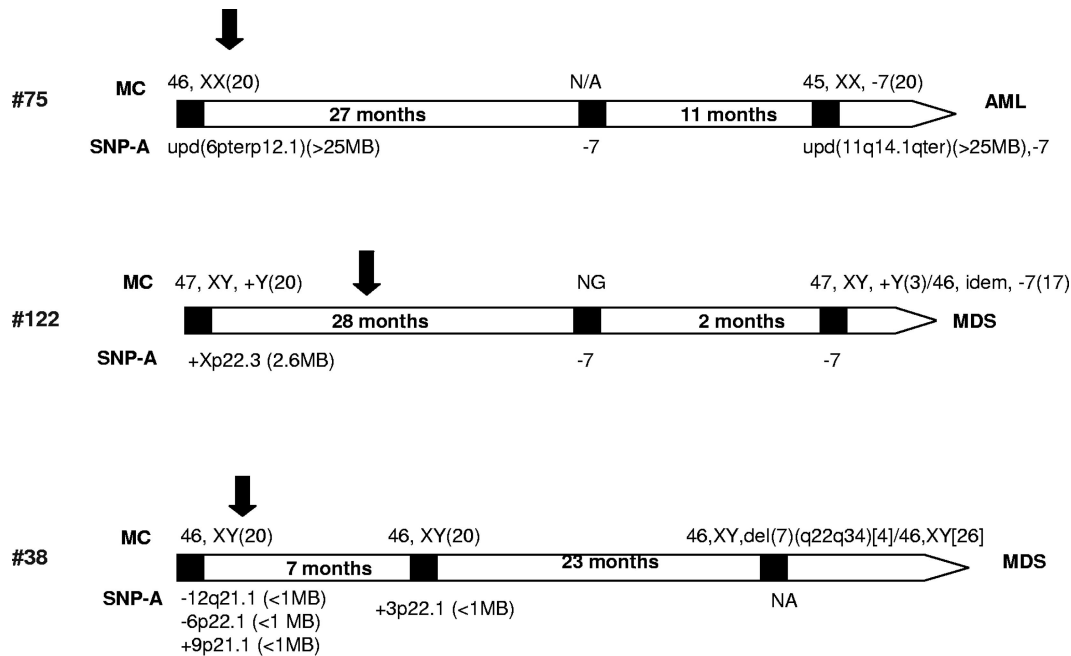 46, XX(20) N/A 45, XX, -7(20)
#75 MC AML
27 months 11 months
SNP-A upd(6pterp12.1)(>25MB) -7 upd(11q14.1qter)(>25MB),-7
MC 47, XY, +Y(20) NG 47, XY, +Y(3)/46, idem, -7(17)
#122 28 months 2 months MDS
SNP-A +Xp22.3 (2.6MB) -7 -7
MC 46, XY(20) 46, XY(20) 46,XY,del(7)(q22q34)[4]/46,XY[26]
#38 7 months 23 months MDS
SNP-A -12q21.1 (<1MB) +3p22.1 (<1MB) NA
-6p22.1 (<1 MB)
+9p21.1 (<1MB)